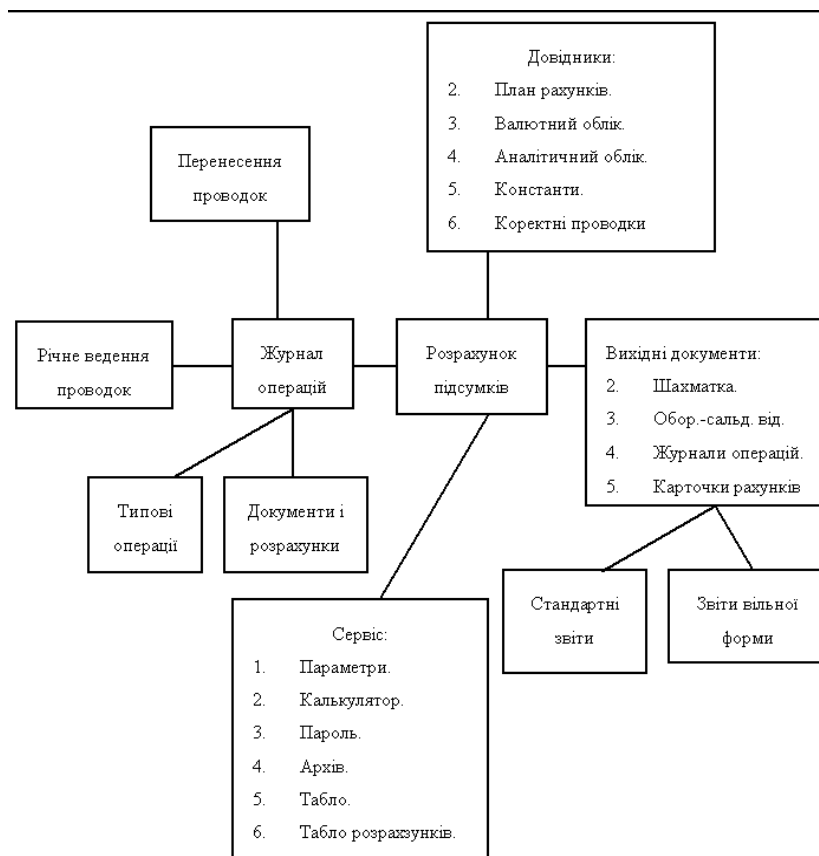 Довідники:
2. План рахунків.
3. Валютний облік.
4. Аналітичний облік.
5. Константи.
6. Коректні проводки
Перенесення
проводок
Річне ведення
проводок
Журнал
операцій
Розрахунок
підсумків
Вихідні документи:
2. Шахматка.
3. Обор.-сальд. від.
4. Журнали операцій.
5. Карточки рахунків
Типові
операції
Документи і
розрахунки
Стандартні
звіти
Звіти вільної
форми
Сервіс:
1. Параметри.
2. Калькулятор.
3. Пароль.
4. Архів.
5. Табло.
6. Табло розрахзунків.